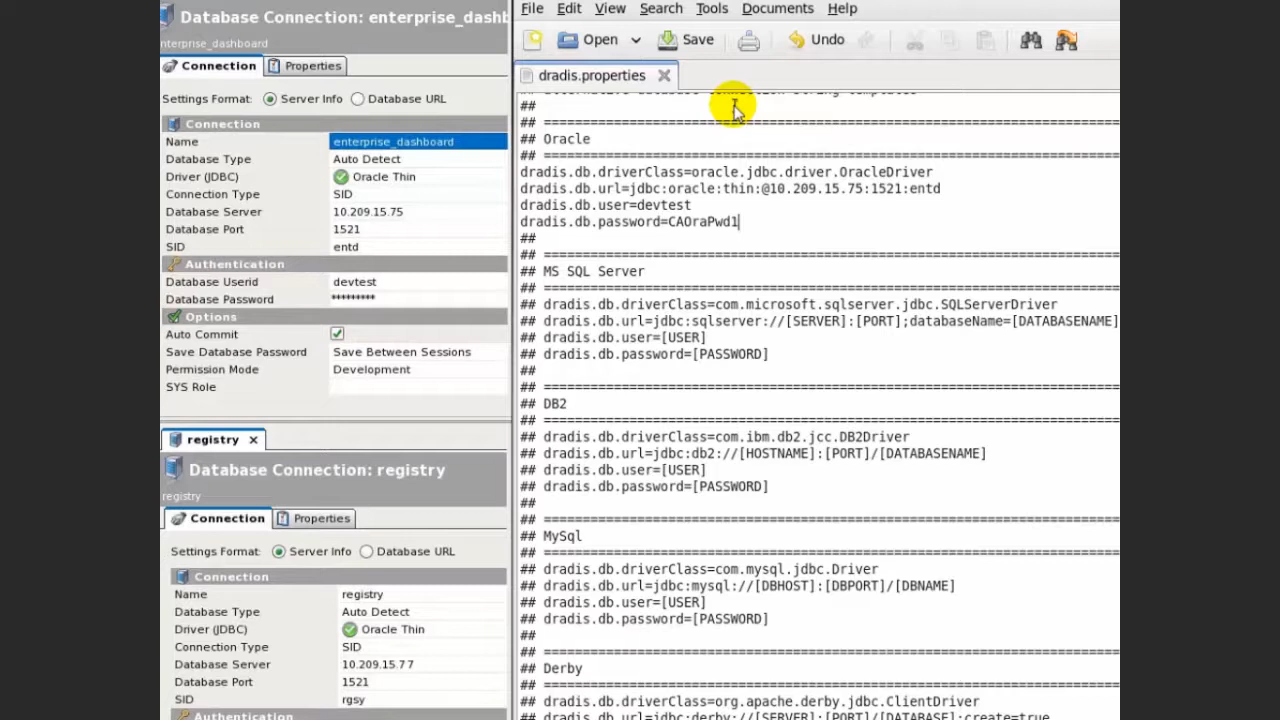 Database Connection: enterprise_dashb
nterprise_dashboard
Connection
Properties
Settings Format: Server Info Database URL
Connection
Name enterprise_dashboard
Database Type Auto Detect
Driver (JDBC) Oracle Thin
Connection Type SID
Database Server 10.209.15.75
Database Port 1521
SID entd
Authentication
Database Userid devtest
Database Password *********
Options
Auto Commit
Save Database Password Save Between Sessions
Permission Mode Development
SYS Role
registry
Database Connection: registry
registry
Connection
Properties
Settings Format: Server Info Database URL
Connection
Name registry
Database Type Auto Detect
Driver (JDBC) Oracle Thin
Connection Type SID
Database Server 10.209.15.77
Database Port 1521
SID rgsy
Authentication
File Edit View Search Tools Documents Help
Open Save Undo
dradis.properties
##
## ==========================================================================
## Oracle
## ==========================================================================
dradis.db.driverClass=oracle.jdbc.driver.OracleDriver
dradis.db.url=jdbc:oracle:thin:@10.209.15.75:1521:entd
dradis.db.user=devtest
dradis.db.password=CAOraPwd1
##
## ==========================================================================
## MS SQL Server
## ==========================================================================
## dradis.db.driverClass=com.microsoft.sqlserver.jdbc.SQLServerDriver
## dradis.db.url=jdbc:sqlserver://[SERVER]:[PORT];databaseName=[DATABASENAME]
## dradis.db.user=[USER]
## dradis.db.password=[PASSWORD]
##
## ==========================================================================
## DB2
## ==========================================================================
## dradis.db.driverClass=com.ibm.db2.jcc.DB2Driver
## dradis.db.url=jdbc:db2://[HOSTNAME]:[PORT]/[DATABASENAME]
## dradis.db.user=[USER]
## dradis.db.password=[PASSWORD]
##
## ==========================================================================
## MySql
## ==========================================================================
## dradis.db.driverClass=com.mysql.jdbc.Driver
## dradis.db.url=jdbc:mysql://[DBHOST]:[DBPORT]/[DBNAME]
## dradis.db.user=[USER]
## dradis.db.password=[PASSWORD]
##
## ==========================================================================
## Derby
## ==========================================================================
## dradis.db.driverClass=org.apache.derby.jdbc.ClientDriver
## dradis.db.url=jdbc:derby://[SERVER]:[PORT]/[DATABASE];create=true